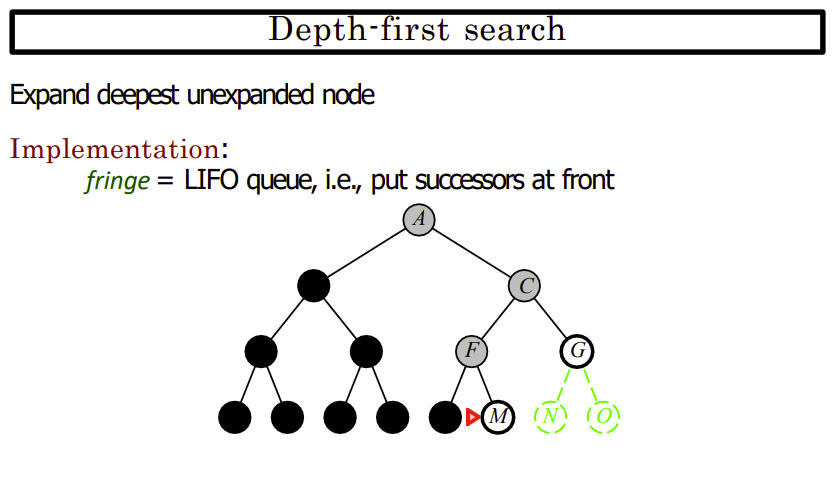 Depth-first search
Expand deepest unexpanded node
Implementation:
fringe = LIFO queue, i.e., put successors at front
A
C
F
G
M
N
O